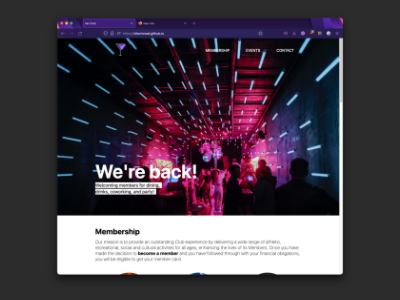 MEMBERSHIP EVENTS CONTACT
We're back!
Welcoming members for dining,
drinks, coworking, and party!
Membership
Our mission is to provide an outstanding Club experience by delivering a wide range of athletic,
recreational, social and cultural activities for all ages, enhancing the lives of its Members. Once you have
made the decision to become a member and you have followed through with your financial obligations,
you will be eligible to get your member card.